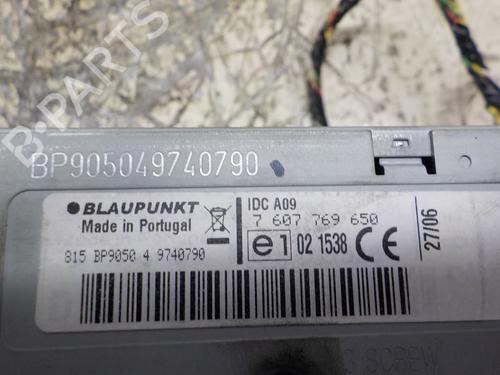 B-PARTS
BP905049740790
BLAUPUNKT
Made in Portugal
IDC A09
7 607 769 650
e1 02 1538 CE
27/06
815 BP9050 4 9740790
SCREW